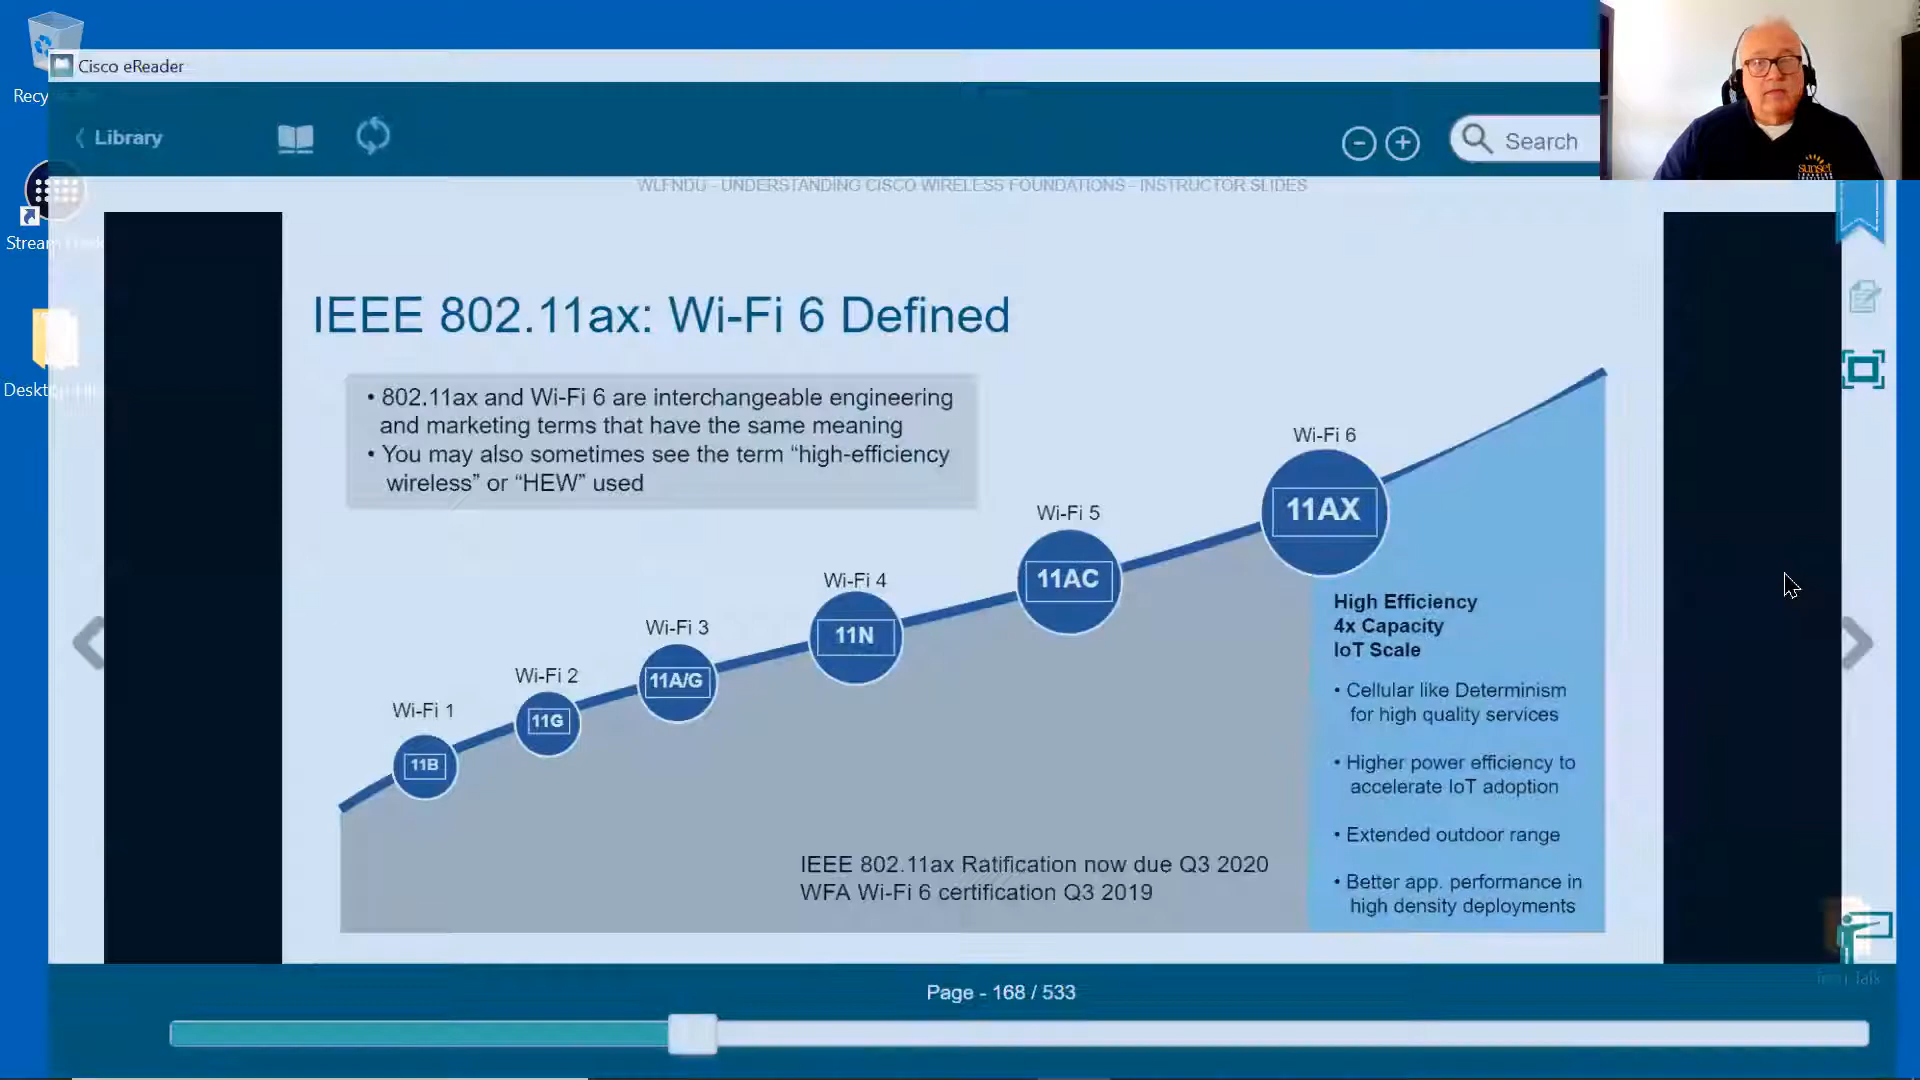 Cisco eReader
Recy
Library
Search
WLFNDU - UNDERSTANDING CISCO WIRELESS FOUNDATIONS - INSTRUCTOR SLIDES
sunset
Stream
Desktop
IEEE 802.11ax: Wi-Fi 6 Defined
• 802.11ax and Wi-Fi 6 are interchangeable engineering
and marketing terms that have the same meaning
• You may also sometimes see the term “high-efficiency
wireless” or “HEW” used
Wi-Fi 1
11B
Wi-Fi 2
11G
Wi-Fi 3
11A/G
Wi-Fi 4
11N
Wi-Fi 5
11AC
Wi-Fi 6
11AX
High Efficiency
4x Capacity
IoT Scale
• Cellular like Determinism
for high quality services
• Higher power efficiency to
accelerate IoT adoption
• Extended outdoor range
• Better app. performance in
high density deployments
IEEE 802.11ax Ratification now due Q3 2020
WFA Wi-Fi 6 certification Q3 2019
Talk
Page - 168 / 533